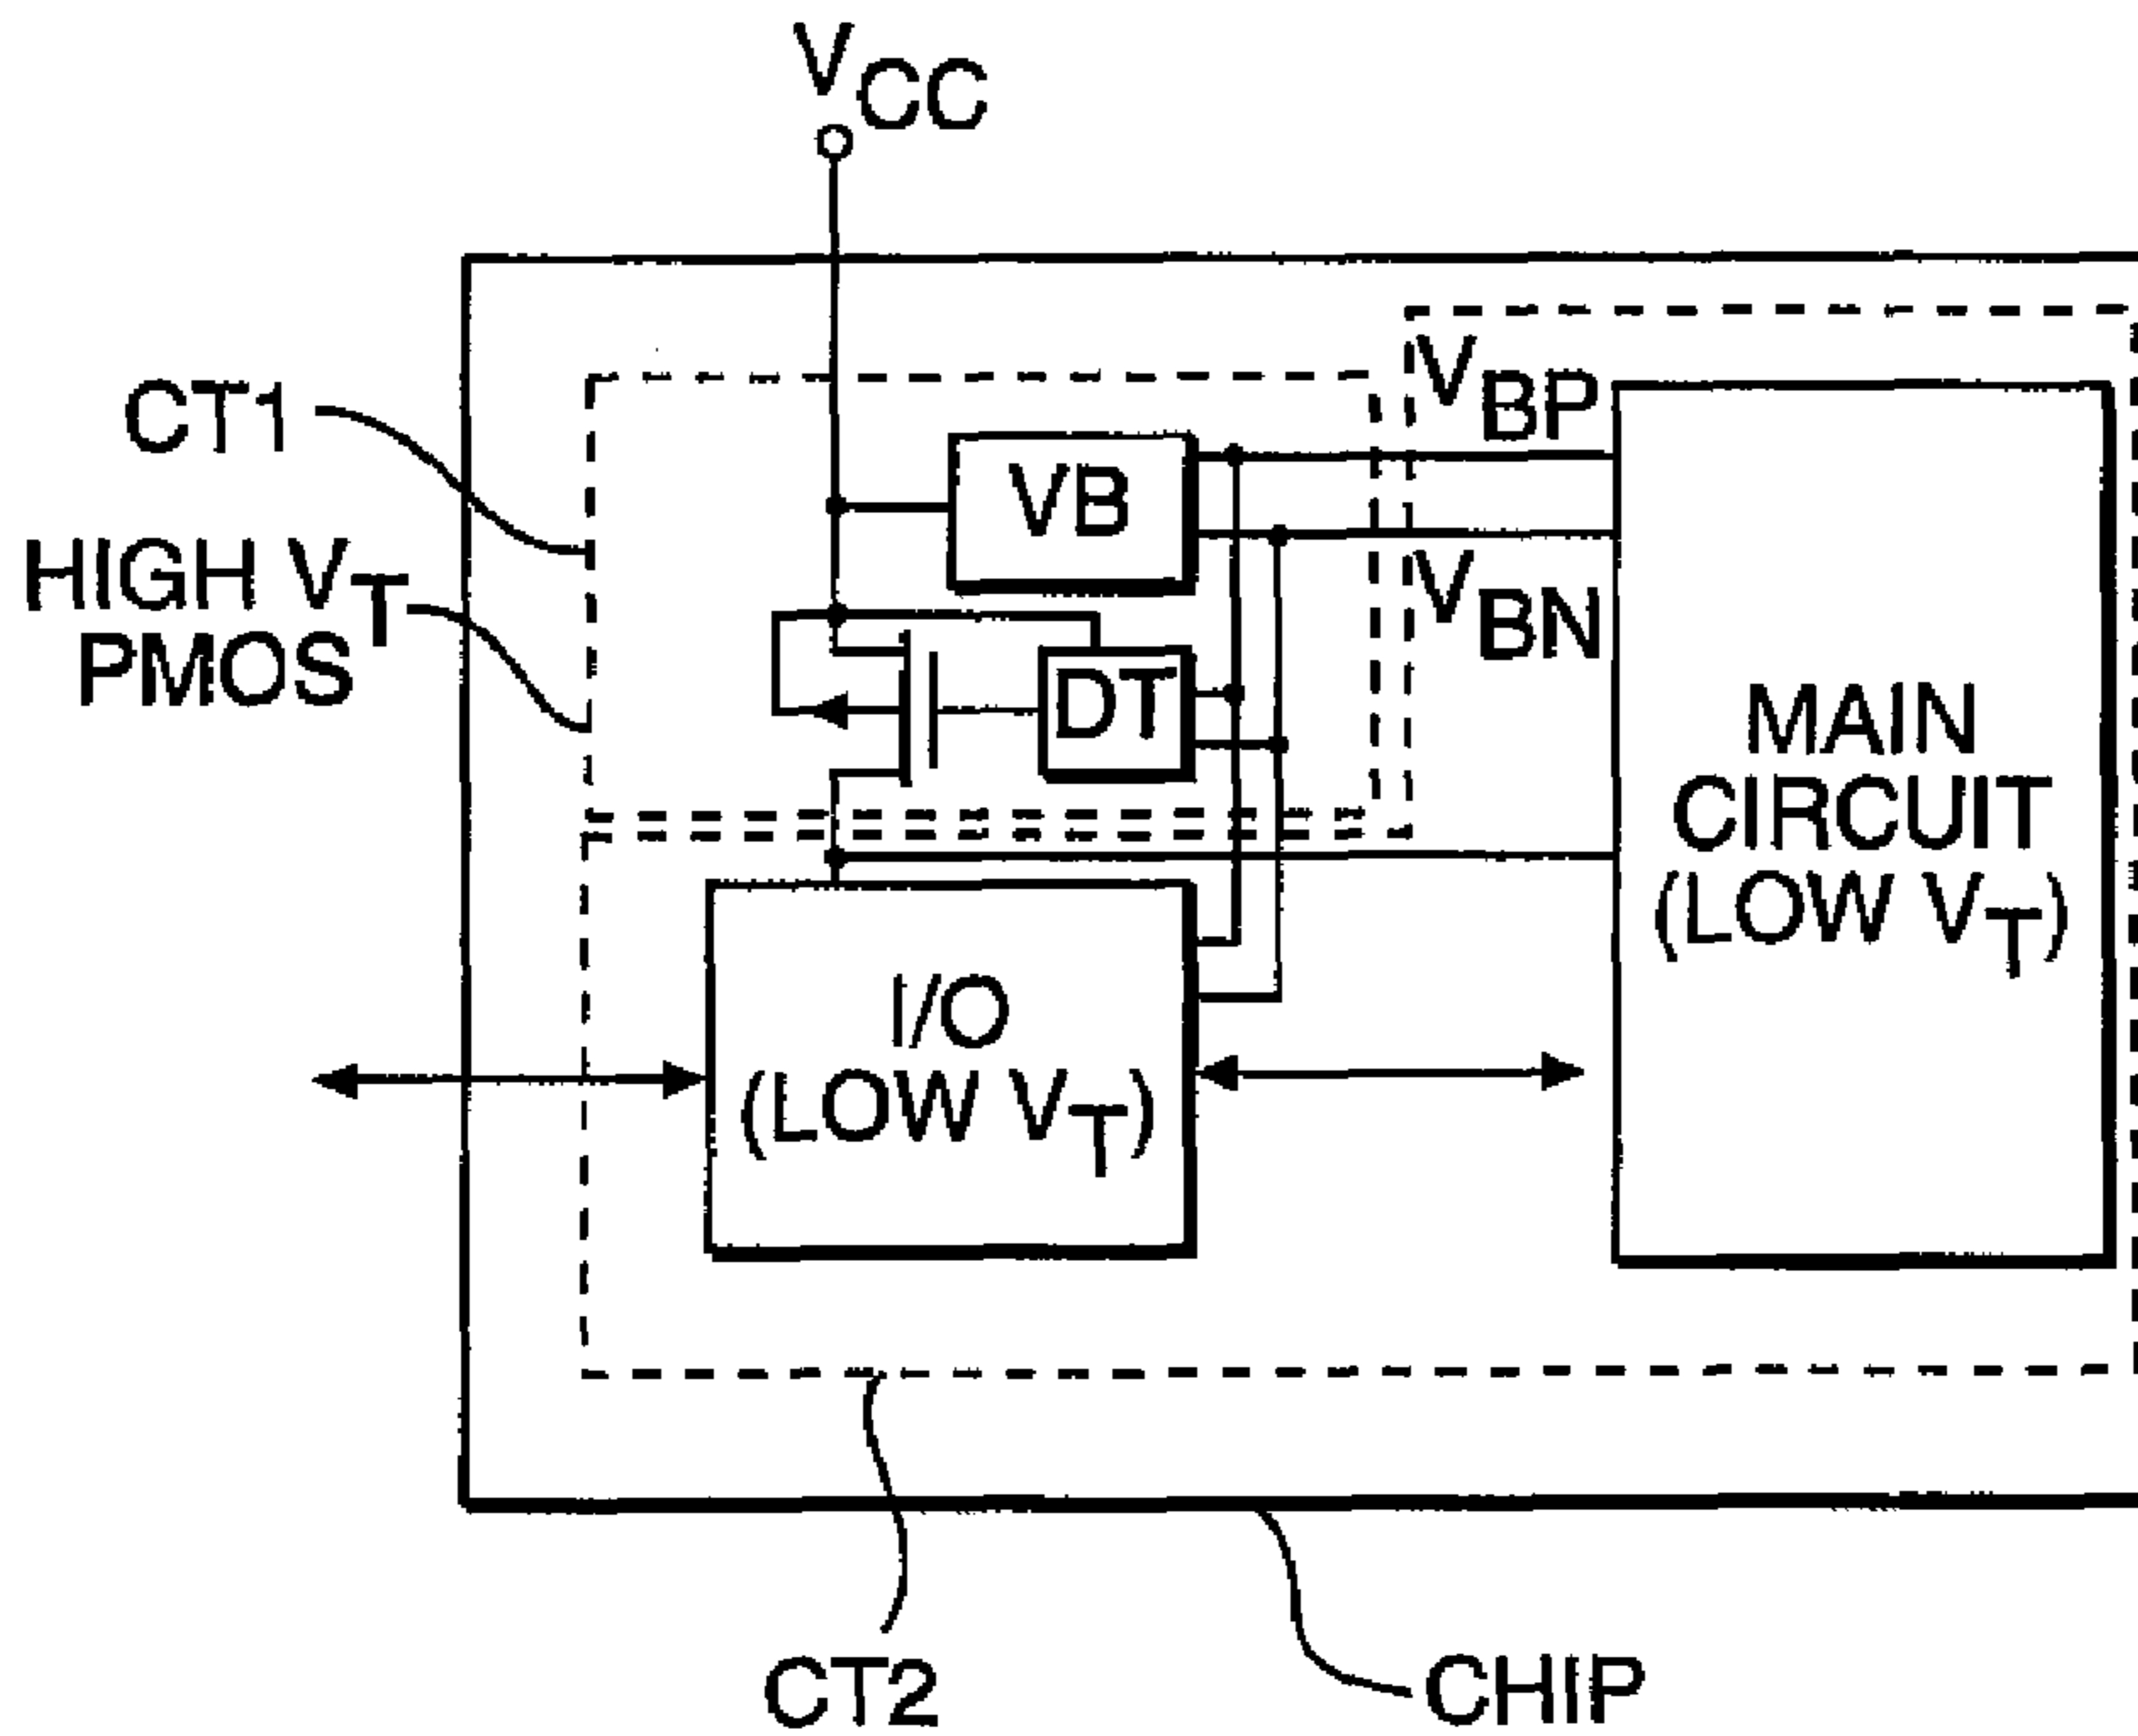 VCC
CT1
HIGH VT
PMOS
VB
VBP
VBN
DT
MAIN
CIRCUIT
(LOW VT)
I/O
(LOW VT)
CT2
CHIP